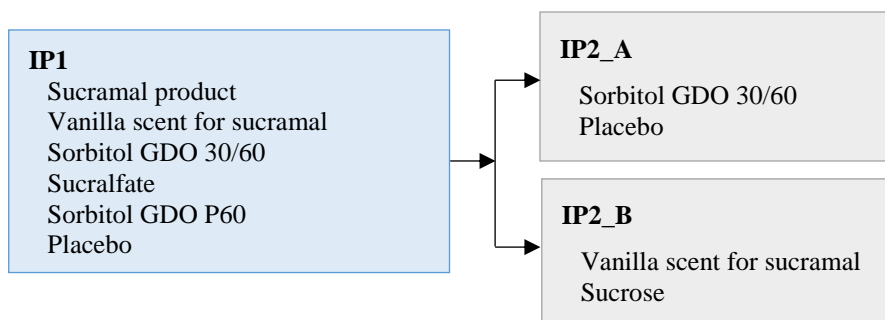 IP1
Sucramal product
Vanilla scent for sucramal
Sorbitol GDO 30/60
Sucralfate
Sorbitol GDO P60
Placebo
IP2_A
Sorbitol GDO 30/60
Placebo
IP2_B
Vanilla scent for sucramal
Sucrose